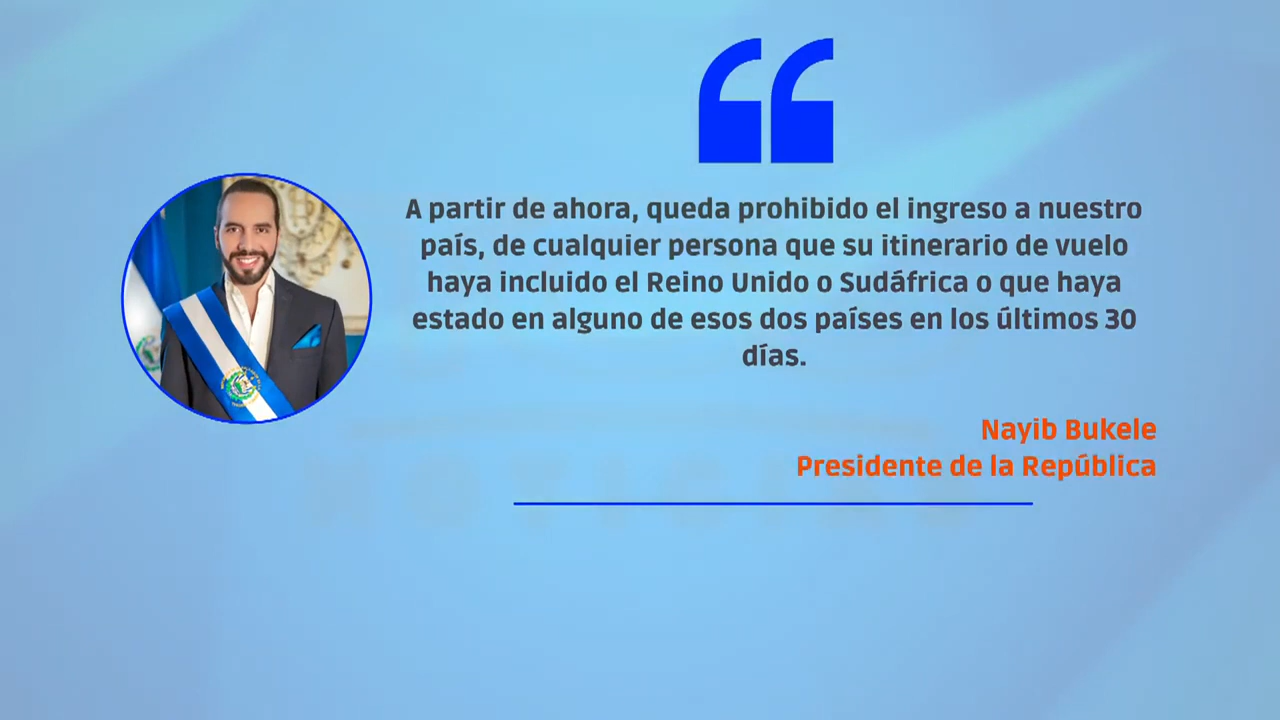 A partir de ahora, queda prohibido el ingreso a nuestro
país, de cualquier persona que su itinerario de vuelo
haya incluido el Reino Unido o Sudáfrica o que haya
estado en alguno de esos dos países en los últimos 30
días.
Nayib Bukele
Presidente de la República